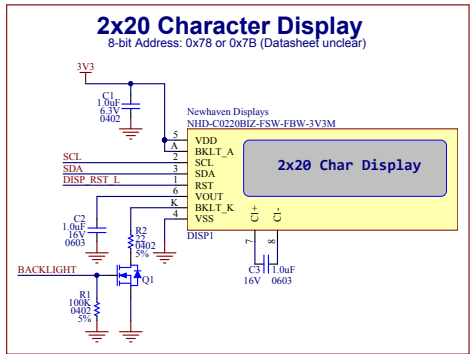 2x20 Character Display
8-bit Address: 0x78 or 0x7B (Datasheet unclear)
3V3
C1
1.0uF
6.3V
0402
Newhaven Displays
NHD-C0220BIZ-FSW-FBW-3V3M
5 VDD
A BKLT_A
SCL 2 SCL
SDA 3 SDA
DISP_RST_L 1 RST
6 VOUT
K BKLT_K
4 VSS
2x20 Char Display
CI+
CI-
DISP1
7
8
C2
1.0uF
16V
0603
R2
22
0402
5%
C3 1.0uF
16V 0603
BACKLIGHT
Q1
R1
100K
0402
5%